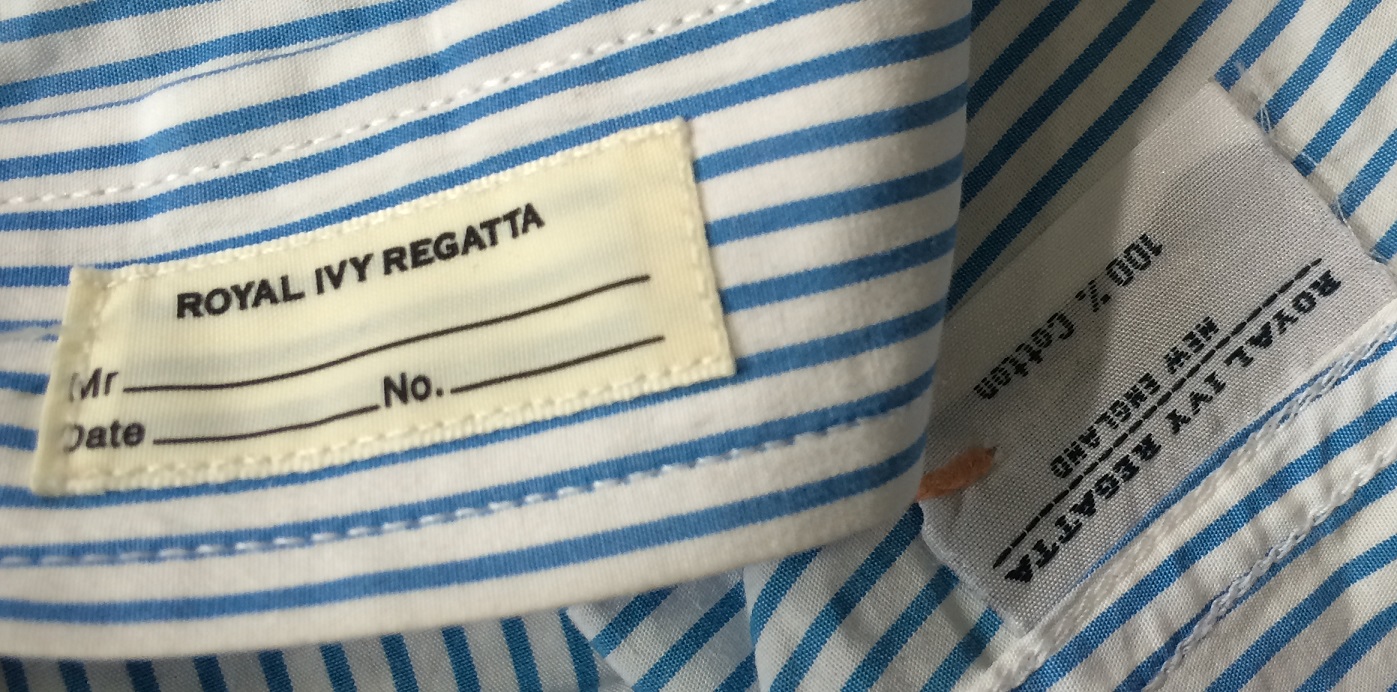 ROYAL IVY REGATTA
Mr
No.
Date
ROYAL IVY REGATTA
NEW ENGLAND
100% Cotton